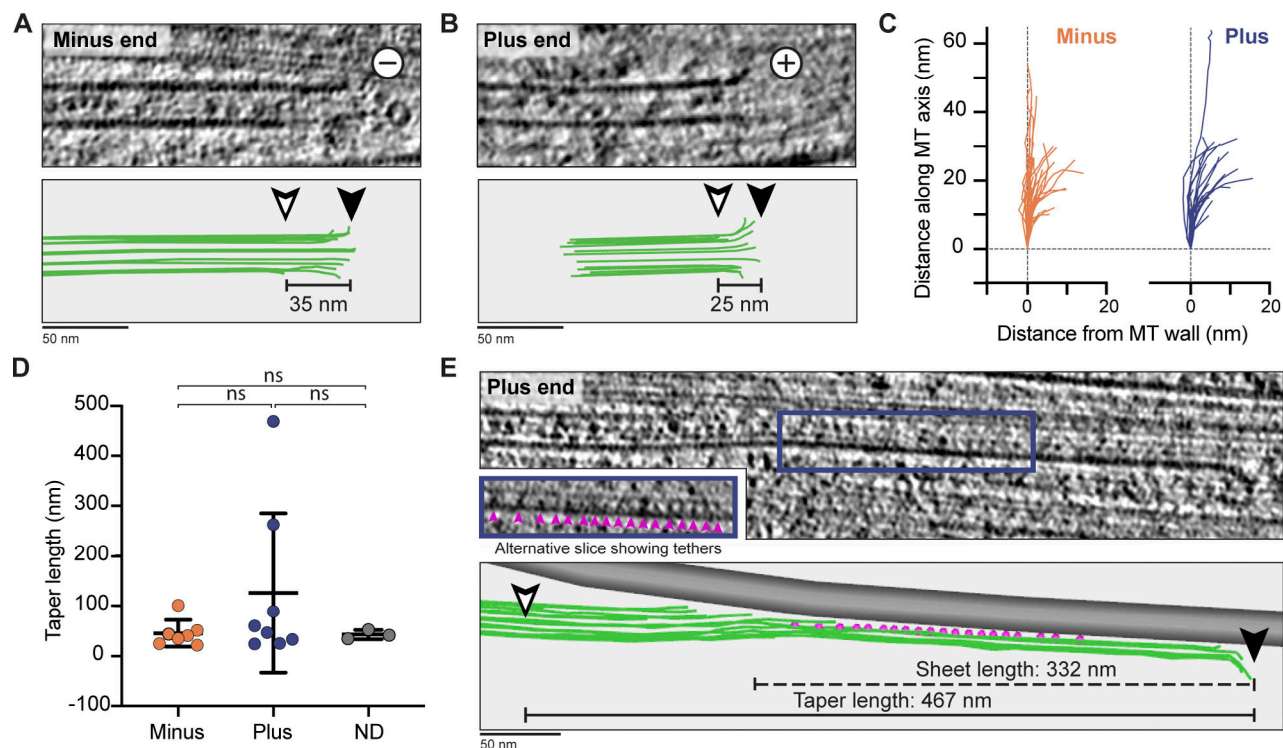 A
Minus end
−
35 nm
50 nm
B
Plus end
+
25 nm
50 nm
C
Minus
Plus
Distance along MT axis (nm)
60
40
20
0
0
20
0
20
Distance from MT wall (nm)
D
ns
ns
ns
Taper length (nm)
500
400
300
200
100
0
-100
Minus
Plus
ND
E
Plus end
Alternative slice showing tethers
Sheet length: 332 nm
Taper length: 467 nm
50 nm